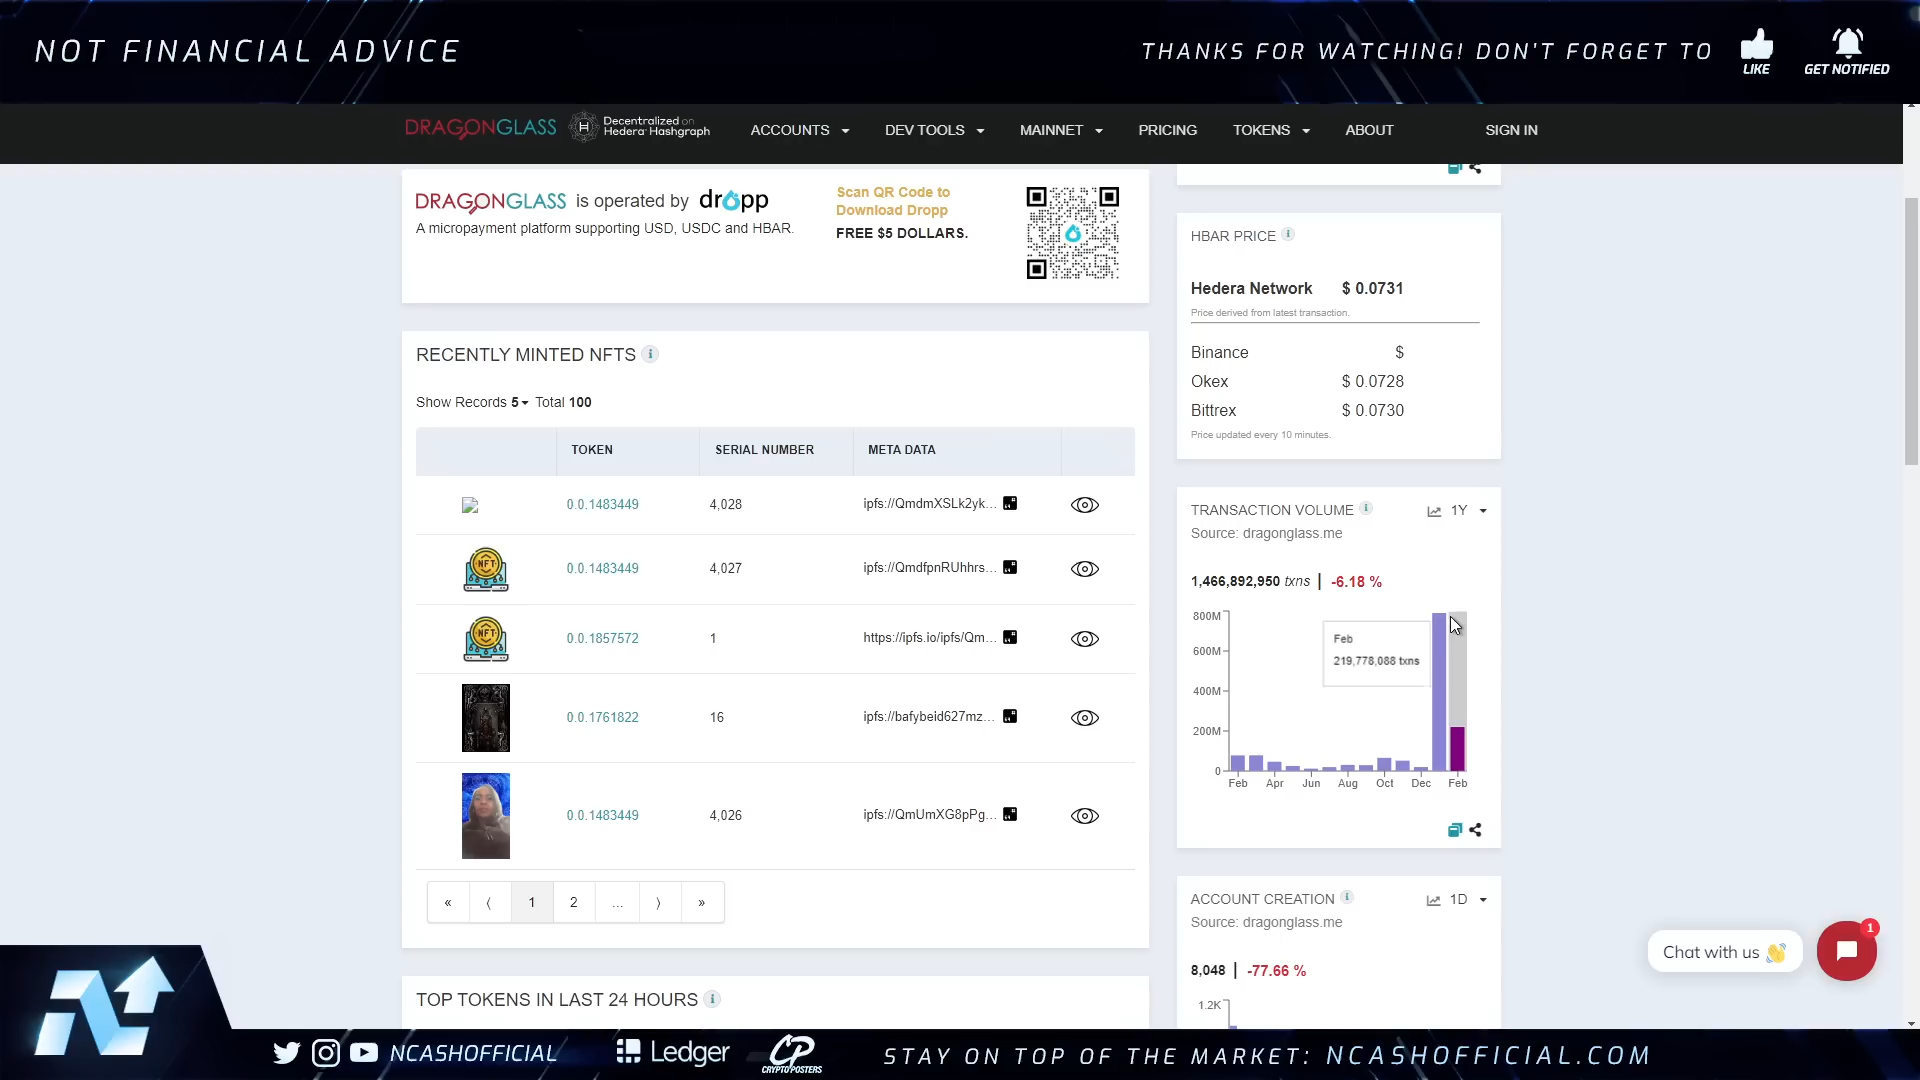 NOT FINANCIAL ADVICE
THANKS FOR WATCHING! DON'T FORGET TO
LIKE
GET NOTIFIED
DRAGONGLASS
Decentralized on
Hedera Hashgraph
ACCOUNTS
DEV TOOLS
MAINNET
PRICING
TOKENS
ABOUT
SIGN IN
DRAGONGLASS is operated by dropp
A micropayment platform supporting USD, USDC and HBAR.
Scan QR Code to
Download Dropp
FREE $5 DOLLARS.
RECENTLY MINTED NFTS
Show Records 5 Total 100
TOKEN SERIAL NUMBER META DATA
0.0.1483449 4,028 ipfs://QmdmXSLk2yk...
NFT
0.0.1483449 4,027 ipfs://QmdfpnRUhhrs...
NFT
0.0.1857572 1 https://ipfs.io/ipfs/Qm...
0.0.1761822 16 ipfs://bafybeid627mz...
0.0.1483449 4,026 ipfs://QmUmXG8pPg...
« ⟨ 1 2 ... ⟩ »
TOP TOKENS IN LAST 24 HOURS
HBAR PRICE
Hedera Network $ 0.0731
Price derived from latest transaction.
Binance $
Okex $ 0.0728
Bittrex $ 0.0730
Price updated every 10 minutes.
TRANSACTION VOLUME 1Y
Source: dragonglass.me
1,466,892,950 txns | -6.18 %
800M
600M
400M
200M
0
Feb
219,778,088 txns
Feb Apr Jun Aug Oct Dec Feb
ACCOUNT CREATION 1D
Source: dragonglass.me
8,048 | -77.66 %
1.2K
Chat with us 👋
1
NCASHOFFICIAL
Ledger
CP
CRYPTOPOSTERS
STAY ON TOP OF THE MARKET: NCASHOFFICIAL.COM